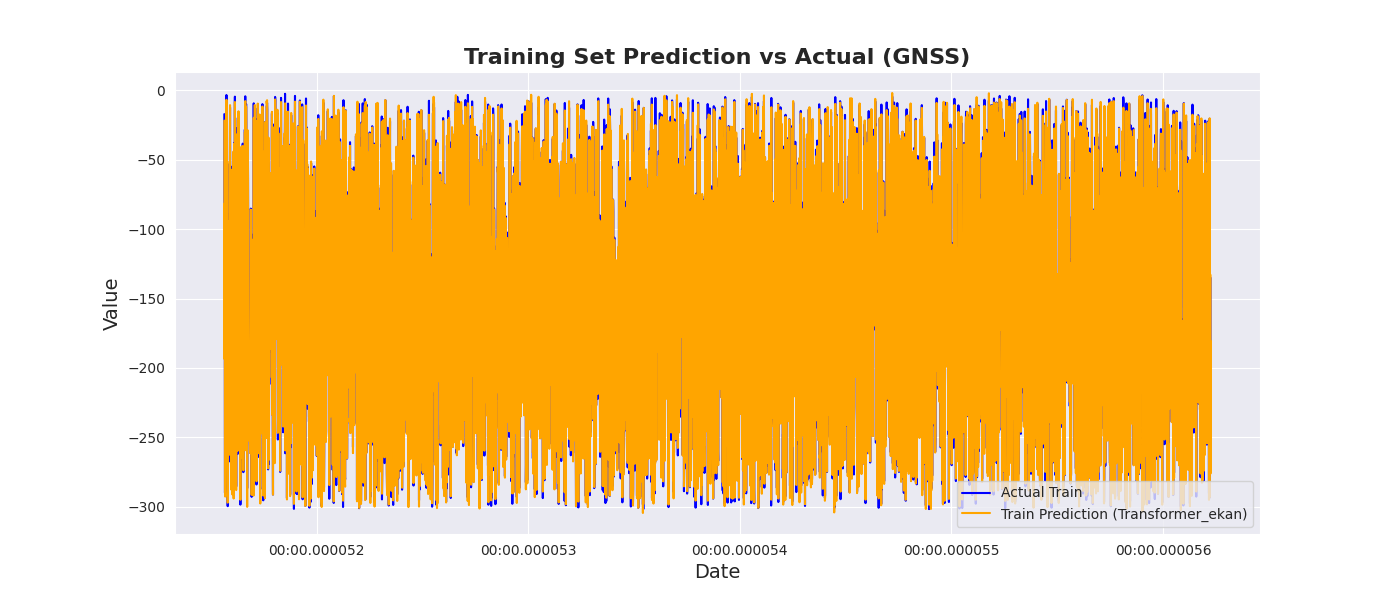 Training Set Prediction vs Actual (GNSS)
Value
0
−50
−100
−150
−200
−250
−300
Actual Train
Train Prediction (Transformer_ekan)
00:00.000052
00:00.000053
00:00.000054
00:00.000055
00:00.000056
Date